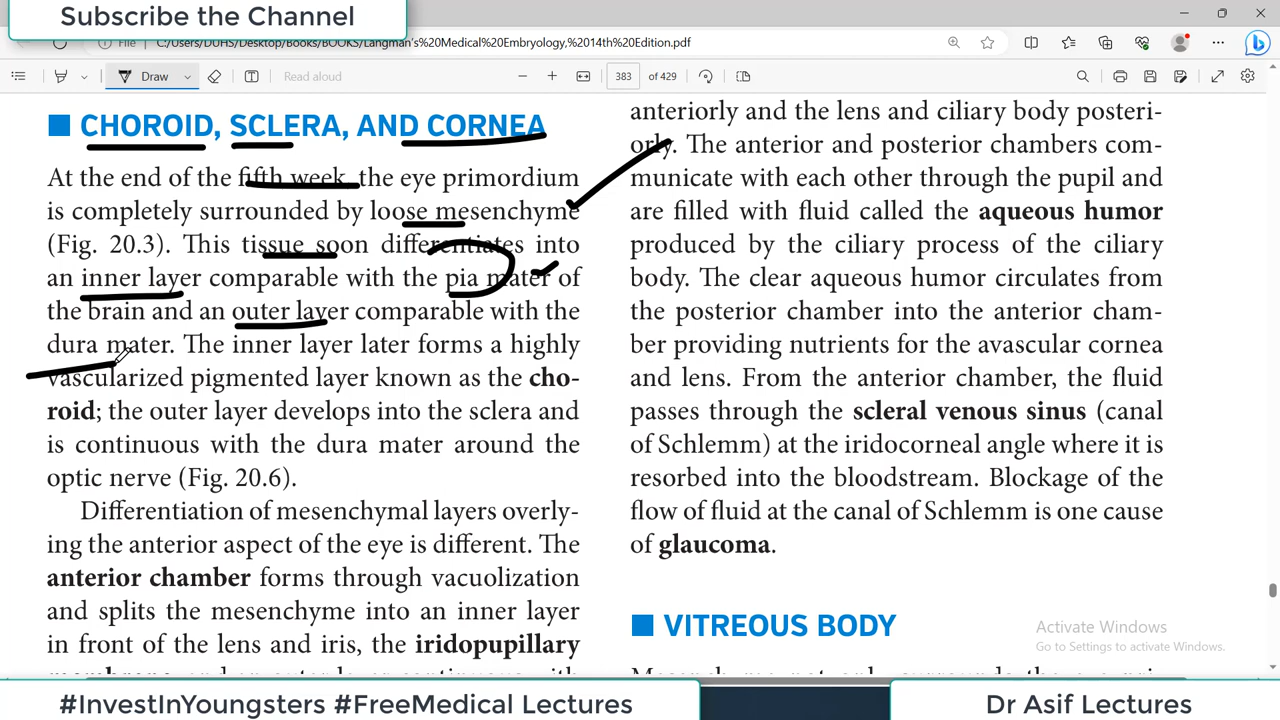 Subscribe the Channel
File
C:/Users/DUHS/Desktop/Books/BOOKS/Langman's%20Medical%20Embryology,%2014th%20Edition.pdf
Draw
Read aloud
383 of 429
CHOROID, SCLERA, AND CORNEA
At the end of the fifth week, the eye primordium
is completely surrounded by loose mesenchyme
(Fig. 20.3). This tissue soon differentiates into
an inner layer comparable with the pia mater of
the brain and an outer layer comparable with the
dura mater. The inner layer later forms a highly
vascularized pigmented layer known as the cho-
roid; the outer layer develops into the sclera and
is continuous with the dura mater around the
optic nerve (Fig. 20.6).
Differentiation of mesenchymal layers overly-
ing the anterior aspect of the eye is different. The
anterior chamber forms through vacuolization
and splits the mesenchyme into an inner layer
in front of the lens and iris, the iridopupillary
anteriorly and the lens and ciliary body posteri-
orly. The anterior and posterior chambers com-
municate with each other through the pupil and
are filled with fluid called the aqueous humor
produced by the ciliary process of the ciliary
body. The clear aqueous humor circulates from
the posterior chamber into the anterior cham-
ber providing nutrients for the avascular cornea
and lens. From the anterior chamber, the fluid
passes through the scleral venous sinus (canal
of Schlemm) at the iridocorneal angle where it is
resorbed into the bloodstream. Blockage of the
flow of fluid at the canal of Schlemm is one cause
of glaucoma.
VITREOUS BODY
Activate Windows
Go to Settings to activate Windows.
#InvestInYoungsters #FreeMedical Lectures
Dr Asif Lectures